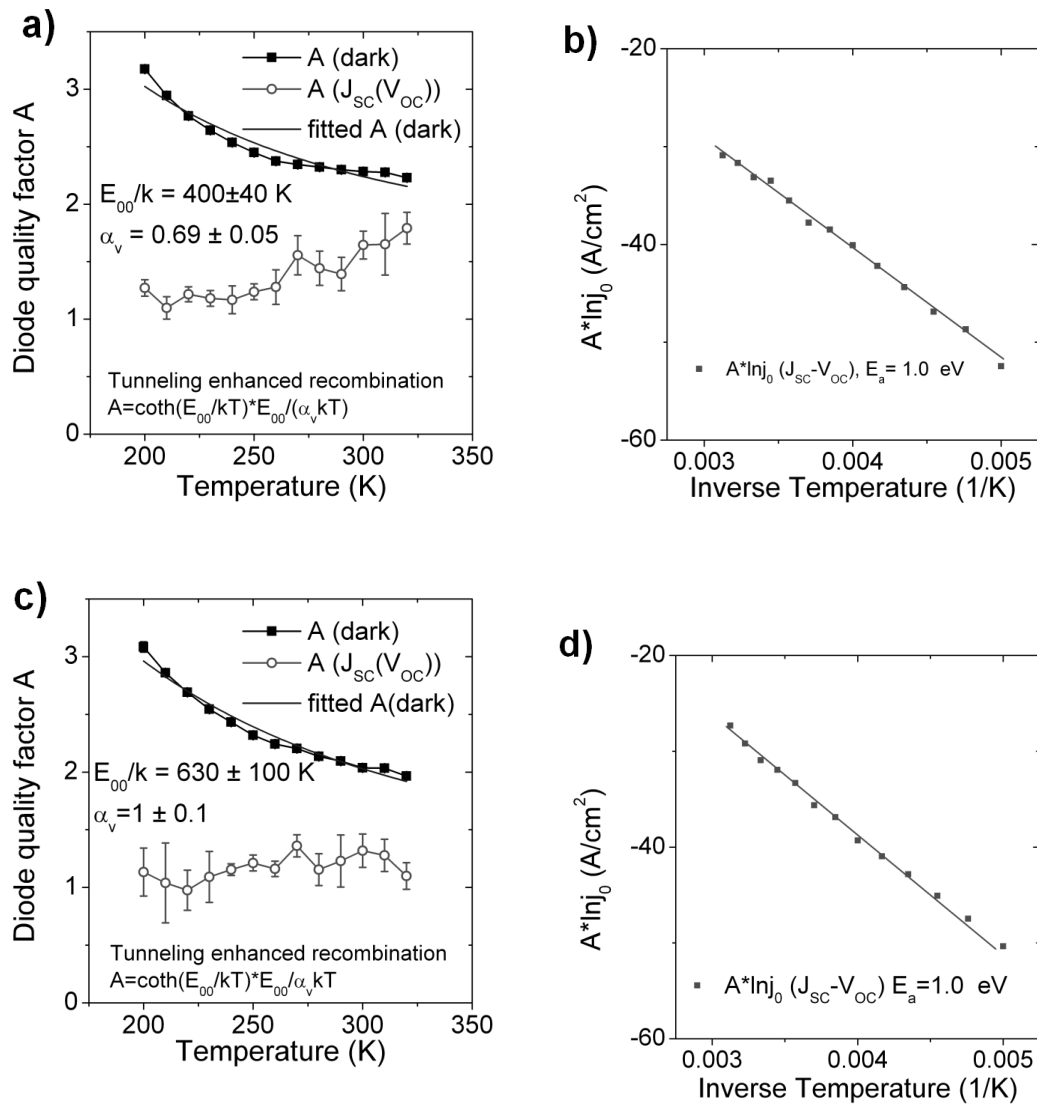 a)
Diode quality factor A
3
2
1
0
A (dark)
A (J_SC(V_OC))
fitted A (dark)
E_00/k = 400±40 K
α_v = 0.69 ± 0.05
Tunneling enhanced recombination
A=coth(E_00/kT)*E_00/(α_vkT)
200 250 300 350
Temperature (K)
b)
A*lnj_0 (A/cm^2)
-20
-40
-60
A*lnj_0 (J_SC-V_OC), E_a= 1.0 eV
0.003 0.004 0.005
Inverse Temperature (1/K)
c)
Diode quality factor A
3
2
1
0
A (dark)
A (J_SC(V_OC))
fitted A(dark)
E_00/k = 630 ± 100 K
α_v=1 ± 0.1
Tunneling enhanced recombination
A=coth(E_00/kT)*E_00/α_vkT
200 250 300 350
Temperature (K)
d)
A*lnj_0 (A/cm^2)
-20
-40
-60
A*lnj_0 (J_SC-V_OC) E_a=1.0 eV
0.003 0.004 0.005
Inverse Temperature (1/K)